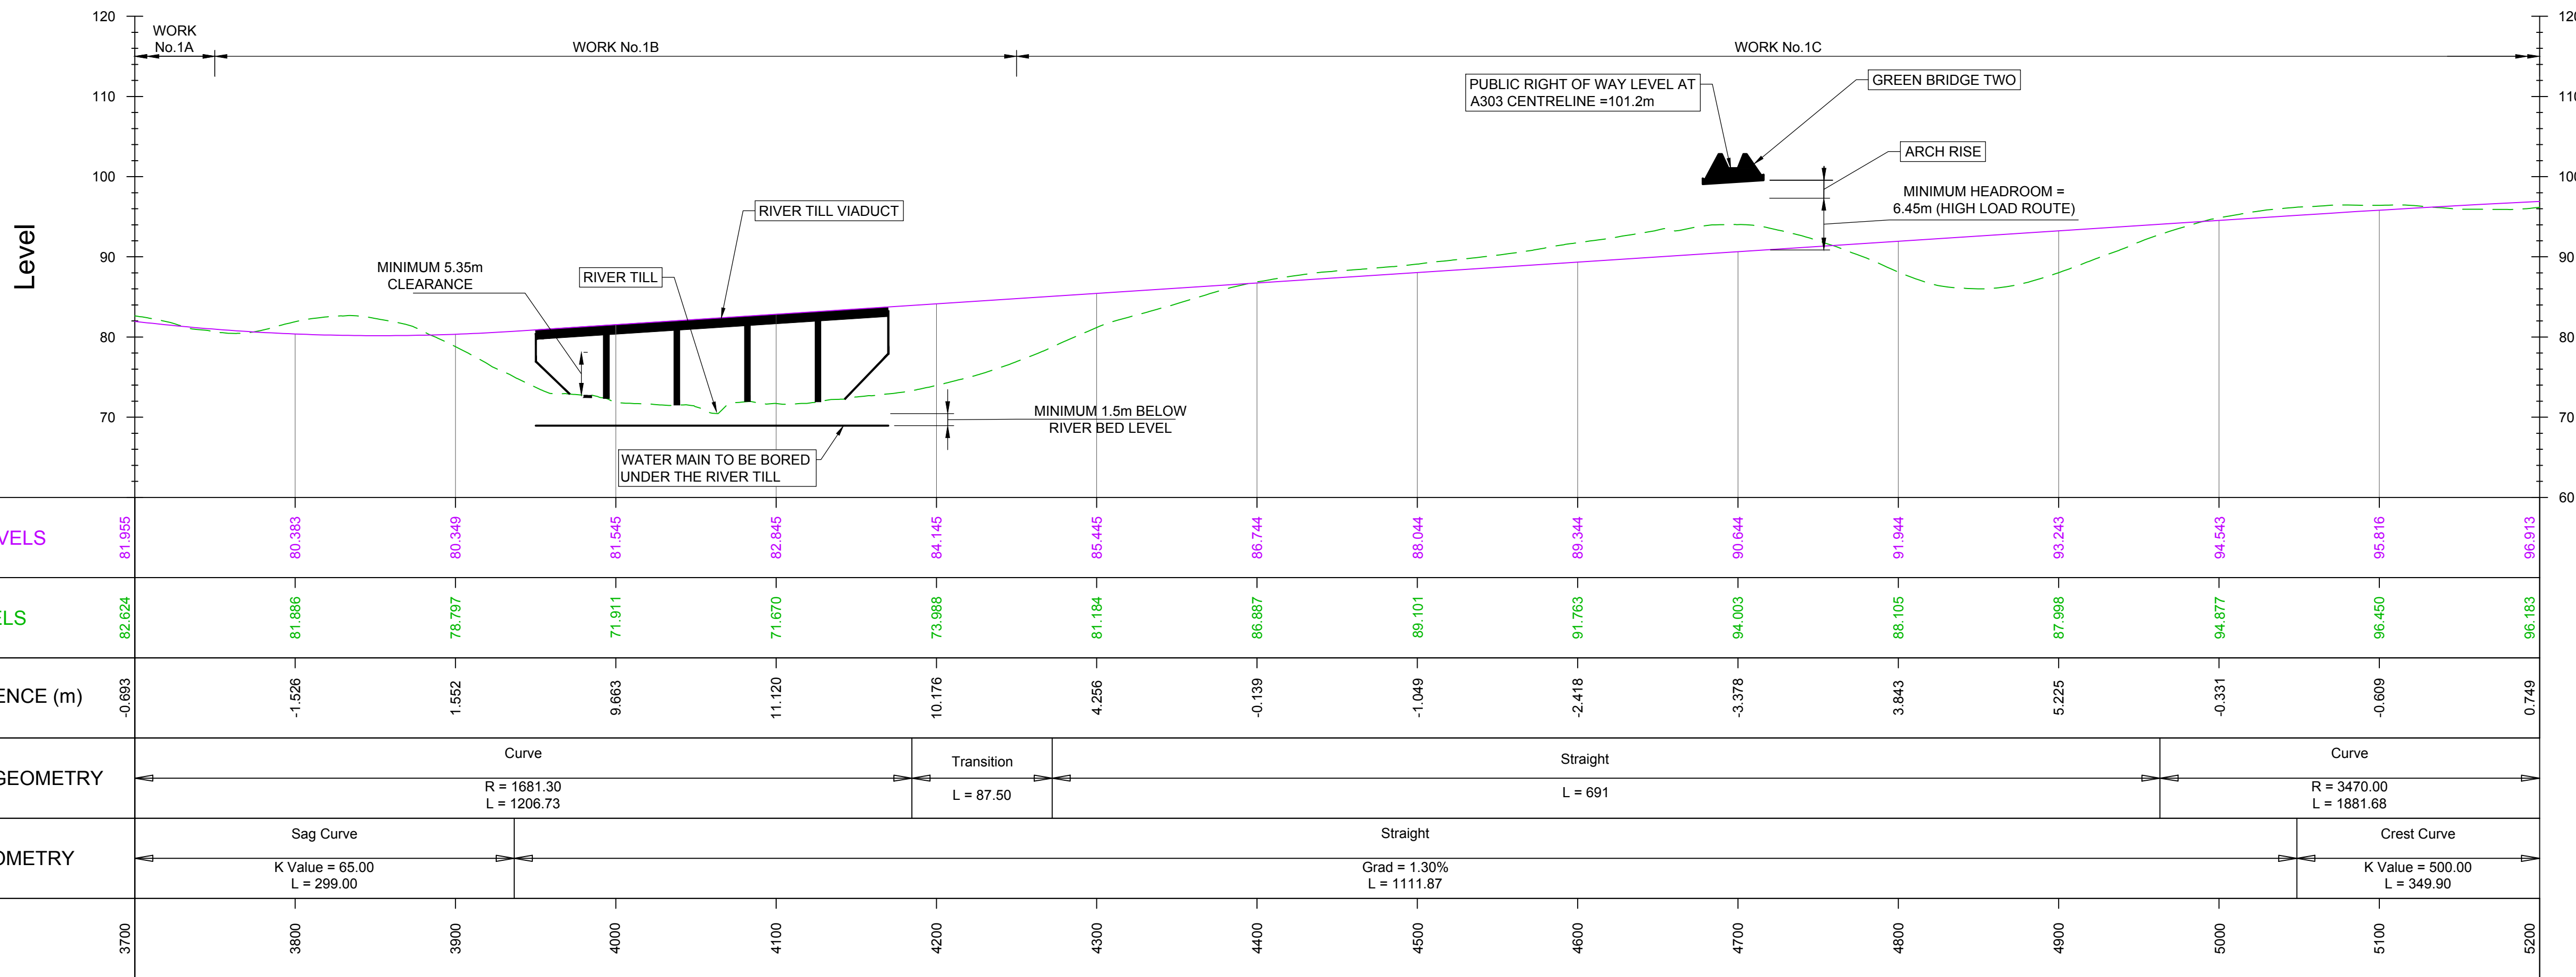 120
110
100
90
80
70
Level
120
110
100
90
80
70
60
WORK
No.1A
WORK No.1B
WORK No.1C
PUBLIC RIGHT OF WAY LEVEL AT
A303 CENTRELINE =101.2m
GREEN BRIDGE TWO
ARCH RISE
MINIMUM HEADROOM =
6.45m (HIGH LOAD ROUTE)
RIVER TILL VIADUCT
MINIMUM 5.35m
CLEARANCE
RIVER TILL
MINIMUM 1.5m BELOW
RIVER BED LEVEL
WATER MAIN TO BE BORED
UNDER THE RIVER TILL
VELS 81.955 80.383 80.349 81.545 82.845 84.145 85.445 86.744 88.044 89.344 90.644 91.944 93.243 94.543 95.816 96.913
ELS 82.624 81.886 78.797 71.911 71.670 73.988 81.184 86.887 89.101 91.763 94.003 88.105 87.998 94.877 96.450 96.183
ENCE (m) -0.693 -1.526 1.552 9.663 11.120 10.176 4.256 -0.139 -1.049 -2.418 -3.378 3.843 5.225 -0.331 -0.609 0.749
GEOMETRY
Curve
R = 1681.30
L = 1206.73
Transition
L = 87.50
Straight
L = 691
Curve
R = 3470.00
L = 1881.68
OMETRY
Sag Curve
K Value = 65.00
L = 299.00
Straight
Grad = 1.30%
L = 1111.87
Crest Curve
K Value = 500.00
L = 349.90
3700 3800 3900 4000 4100 4200 4300 4400 4500 4600 4700 4800 4900 5000 5100 5200